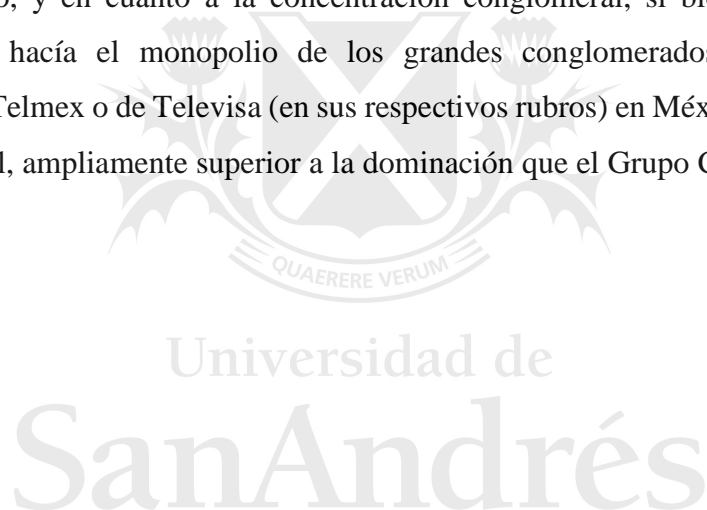 o, y en cuanto a la concentración conglomeral, si bi
hacía el monopolio de los grandes conglomerados
Telmex o de Televisa (en sus respectivos rubros) en Méx
l, ampliamente superior a la dominación que el Grupo C
QUAERERE VERUM
Universidad de
SanAndrés